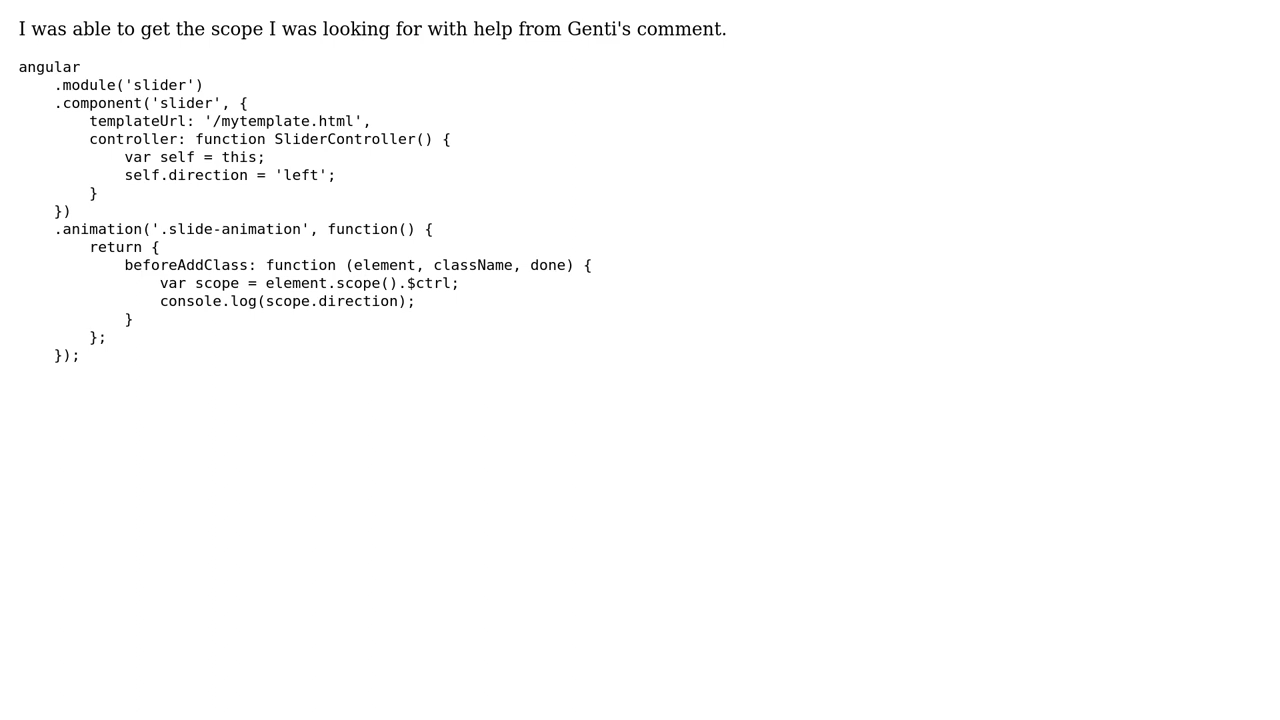 I was able to get the scope I was looking for with help from Genti's comment.
angular
    .module('slider')
    .component('slider', {
        templateUrl: '/mytemplate.html',
        controller: function SliderController() {
            var self = this;
            self.direction = 'left';
        }
    })
    .animation('.slide-animation', function() {
        return {
            beforeAddClass: function (element, className, done) {
                var scope = element.scope().$ctrl;
                console.log(scope.direction);
            }
        };
    });